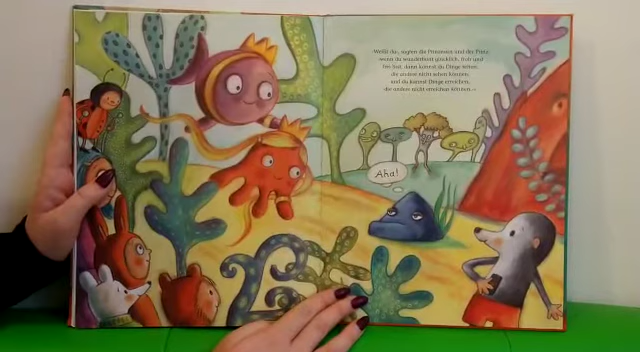 „Weißt du“, sagten die Prinzessin und der Prinz,
„wenn du wunderbar glücklich, froh und
frei bist, dann kannst du Dinge sehen,
die andere nicht sehen können,
und du kannst Dinge erreichen,
die andere nicht erreichen können.“
Aha!